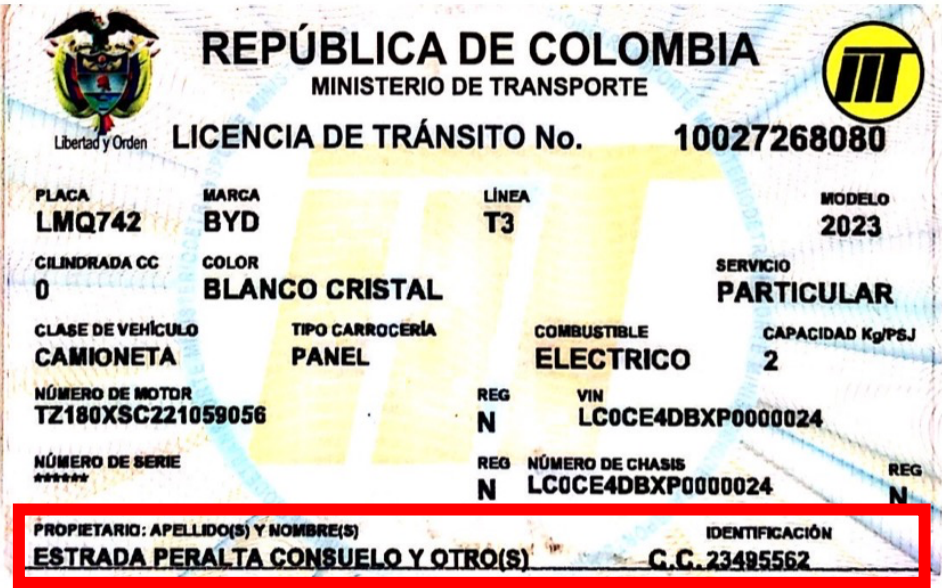 REPÚBLICA DE COLOMBIA
MINISTERIO DE TRANSPORTE
Libertad y Orden
LICENCIA DE TRÁNSITO No. 10027268080
PLACA MARCA LÍNEA MODELO
LMQ742 BYD T3 2023
CILINDRADA CC COLOR SERVICIO
0 BLANCO CRISTAL PARTICULAR
CLASE DE VEHÍCULO TIPO CARROCERÍA COMBUSTIBLE CAPACIDAD Kg/PSJ
CAMIONETA PANEL ELECTRICO 2
NÚMERO DE MOTOR REG VIN
TZ180XSC221059056 N LC0CE4DBXP0000024
NÚMERO DE SERIE REG NÚMERO DE CHASIS REG
****** N LC0CE4DBXP0000024 N
PROPIETARIO: APELLIDO(S) Y NOMBRE(S) IDENTIFICACIÓN
ESTRADA PERALTA CONSUELO Y OTRO(S) C.C. 23495562